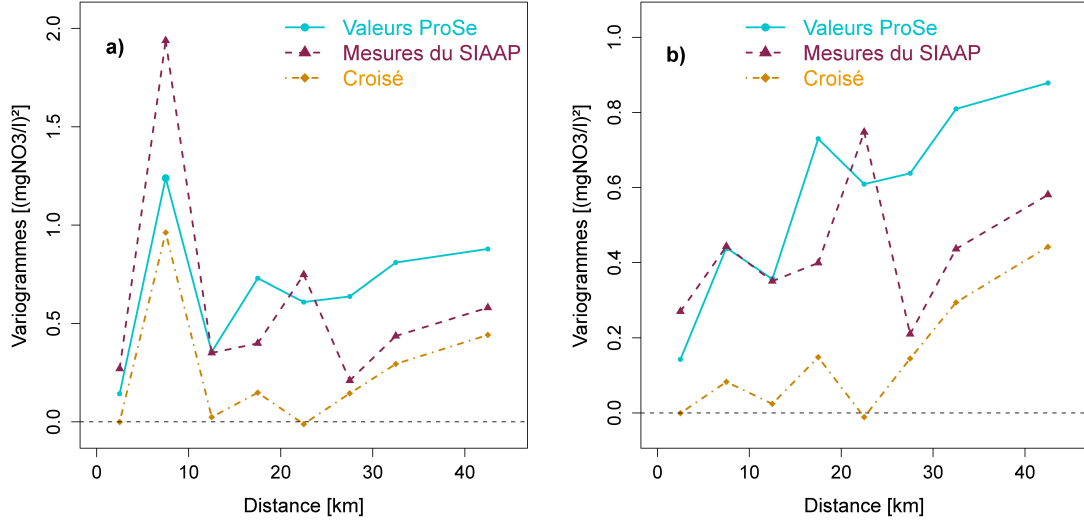 a)
Valeurs ProSe
Mesures du SIAAP
Croisé
Variogrammes [(mgNO3/l)²]
2.0
1.5
1.0
0.5
0.0
0 10 20 30 40
Distance [km]
b)
Valeurs ProSe
Mesures du SIAAP
Croisé
Variogrammes [(mgNO3/l)²]
1.0
0.8
0.6
0.4
0.2
0.0
0 10 20 30 40
Distance [km]